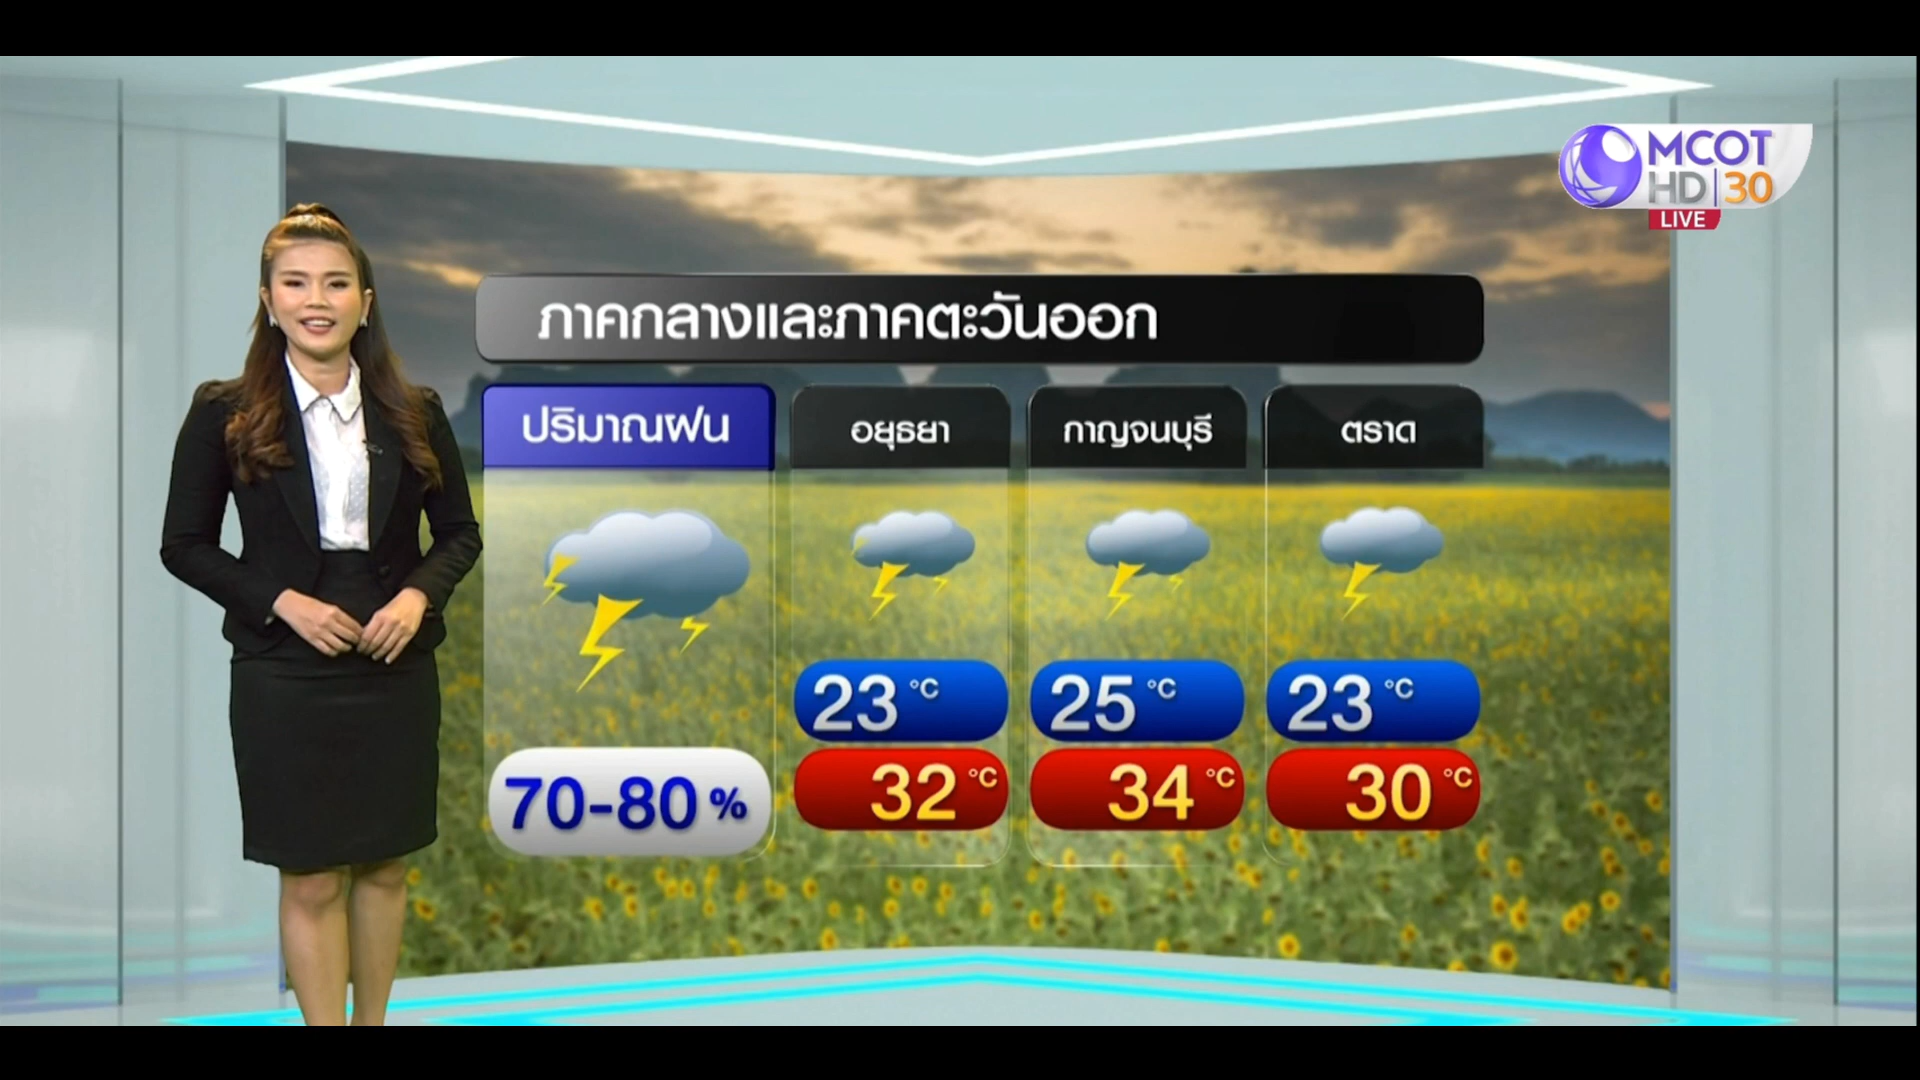 MCOT
HD 30
LIVE
ภาคกลางและภาคตะวันออก
ปริมาณฝน
อยุธยา
กาญจนบุรี
ตราด
23 °C
25 °C
23 °C
70-80 %
32 °C
34 °C
30 °C